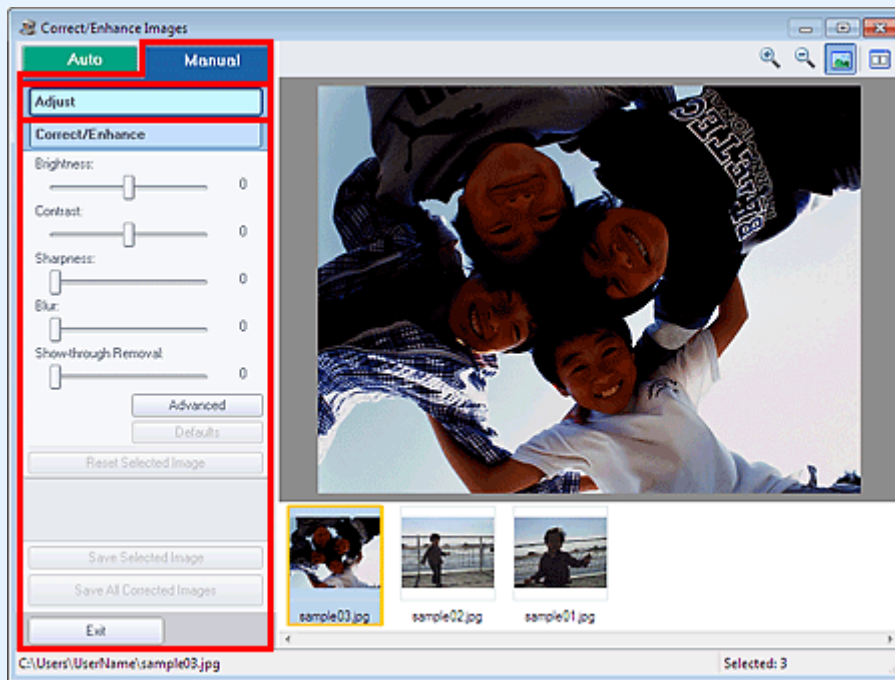 Correct/Enhance Images
Auto
Manual
Adjust
Correct/Enhance
Brightness:
0
Contrast:
0
Sharpness:
0
Blur:
0
Show-through Removal:
0
Advanced
Defaults
Reset Selected Image
Save Selected Image
Save All Corrected Images
Exit
sample03.jpg
sample02.jpg
sample01.jpg
C:\Users\UserName\sample03.jpg
Selected: 3